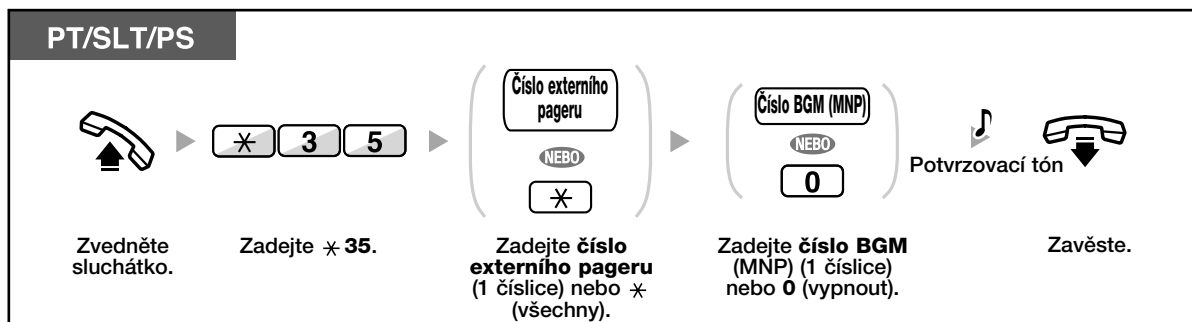 PT/SLT/PS
✳ 3 5
Číslo externího
pageru
NEBO
✳
Číslo BGM (MNP)
NEBO
0
Potvrzovací tón
Zvedněte
sluchátko.
Zadejte ✳ 35.
Zadejte číslo
externího pageru
(1 číslice) nebo ✳
(všechny).
Zadejte číslo BGM
(MNP) (1 číslice)
nebo 0 (vypnout).
Zavěste.